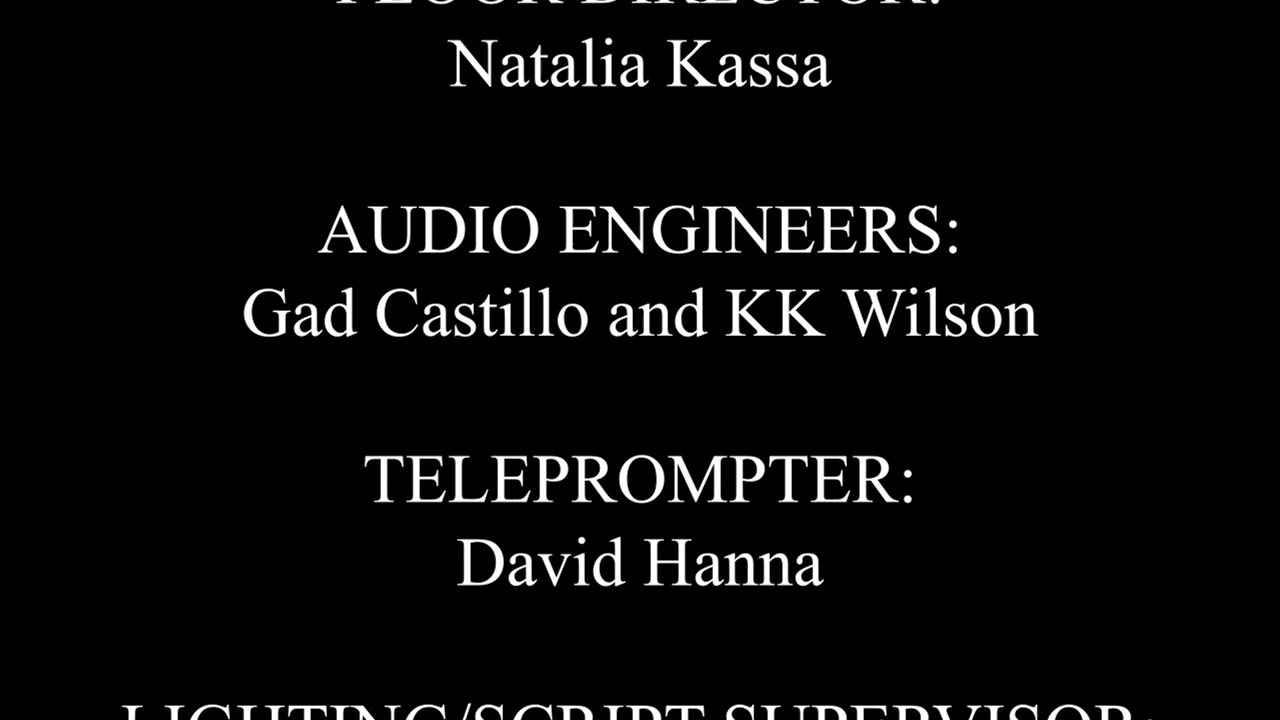 FLOOR DIRECTOR:
Natalia Kassa
AUDIO ENGINEERS:
Gad Castillo and KK Wilson
TELEPROMPTER:
David Hanna
LIGHTING/SCRIPT SUPERVISOR: